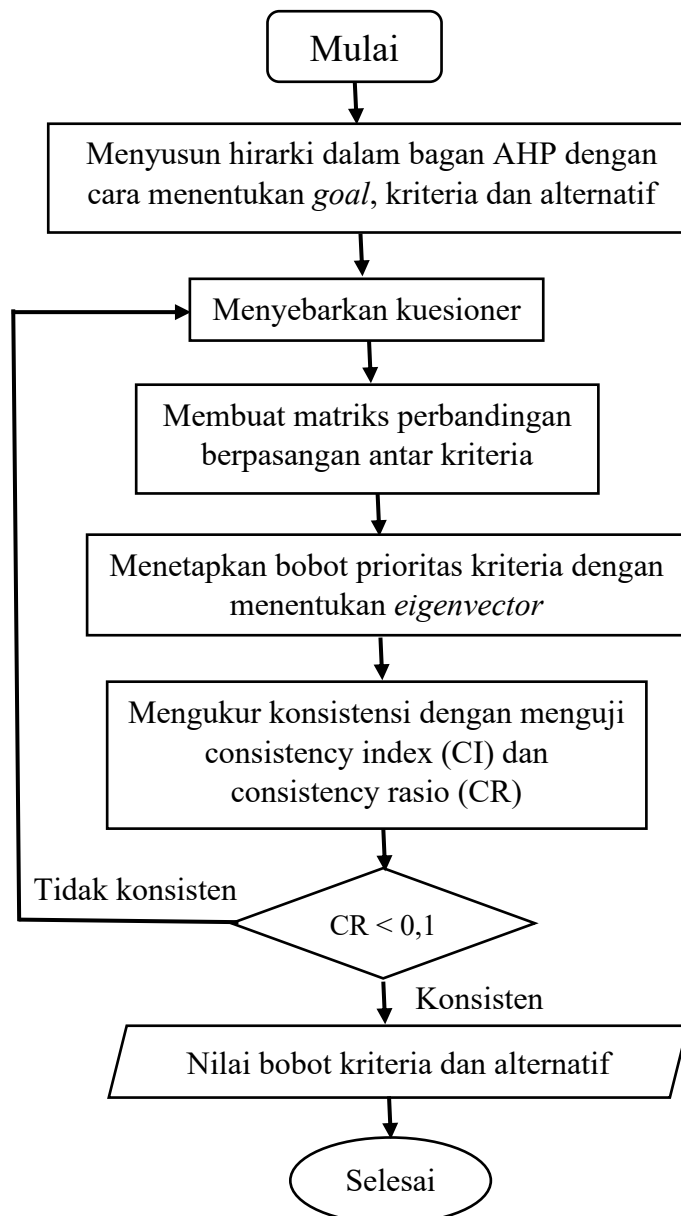 Mulai
Menyusun hirarki dalam bagan AHP dengan
cara menentukan goal, kriteria dan alternatif
Menyebarkan kuesioner
Membuat matriks perbandingan
berpasangan antar kriteria
Menetapkan bobot prioritas kriteria dengan
menentukan eigenvector
Mengukur konsistensi dengan menguji
consistency index (CI) dan
consistency rasio (CR)
Tidak konsisten
CR < 0,1
Konsisten
Nilai bobot kriteria dan alternatif
Selesai